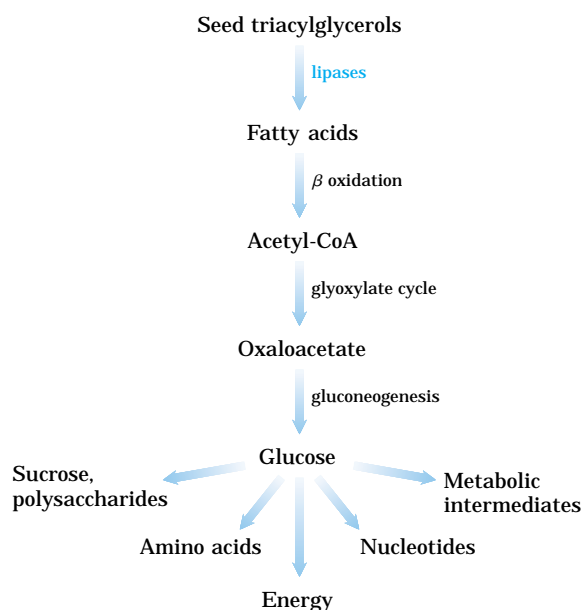 Seed triacylglycerols
lipases
Fatty acids
β oxidation
Acetyl-CoA
glyoxylate cycle
Oxaloacetate
gluconeogenesis
Glucose
Sucrose,
polysaccharides
Metabolic
intermediates
Amino acids
Nucleotides
Energy